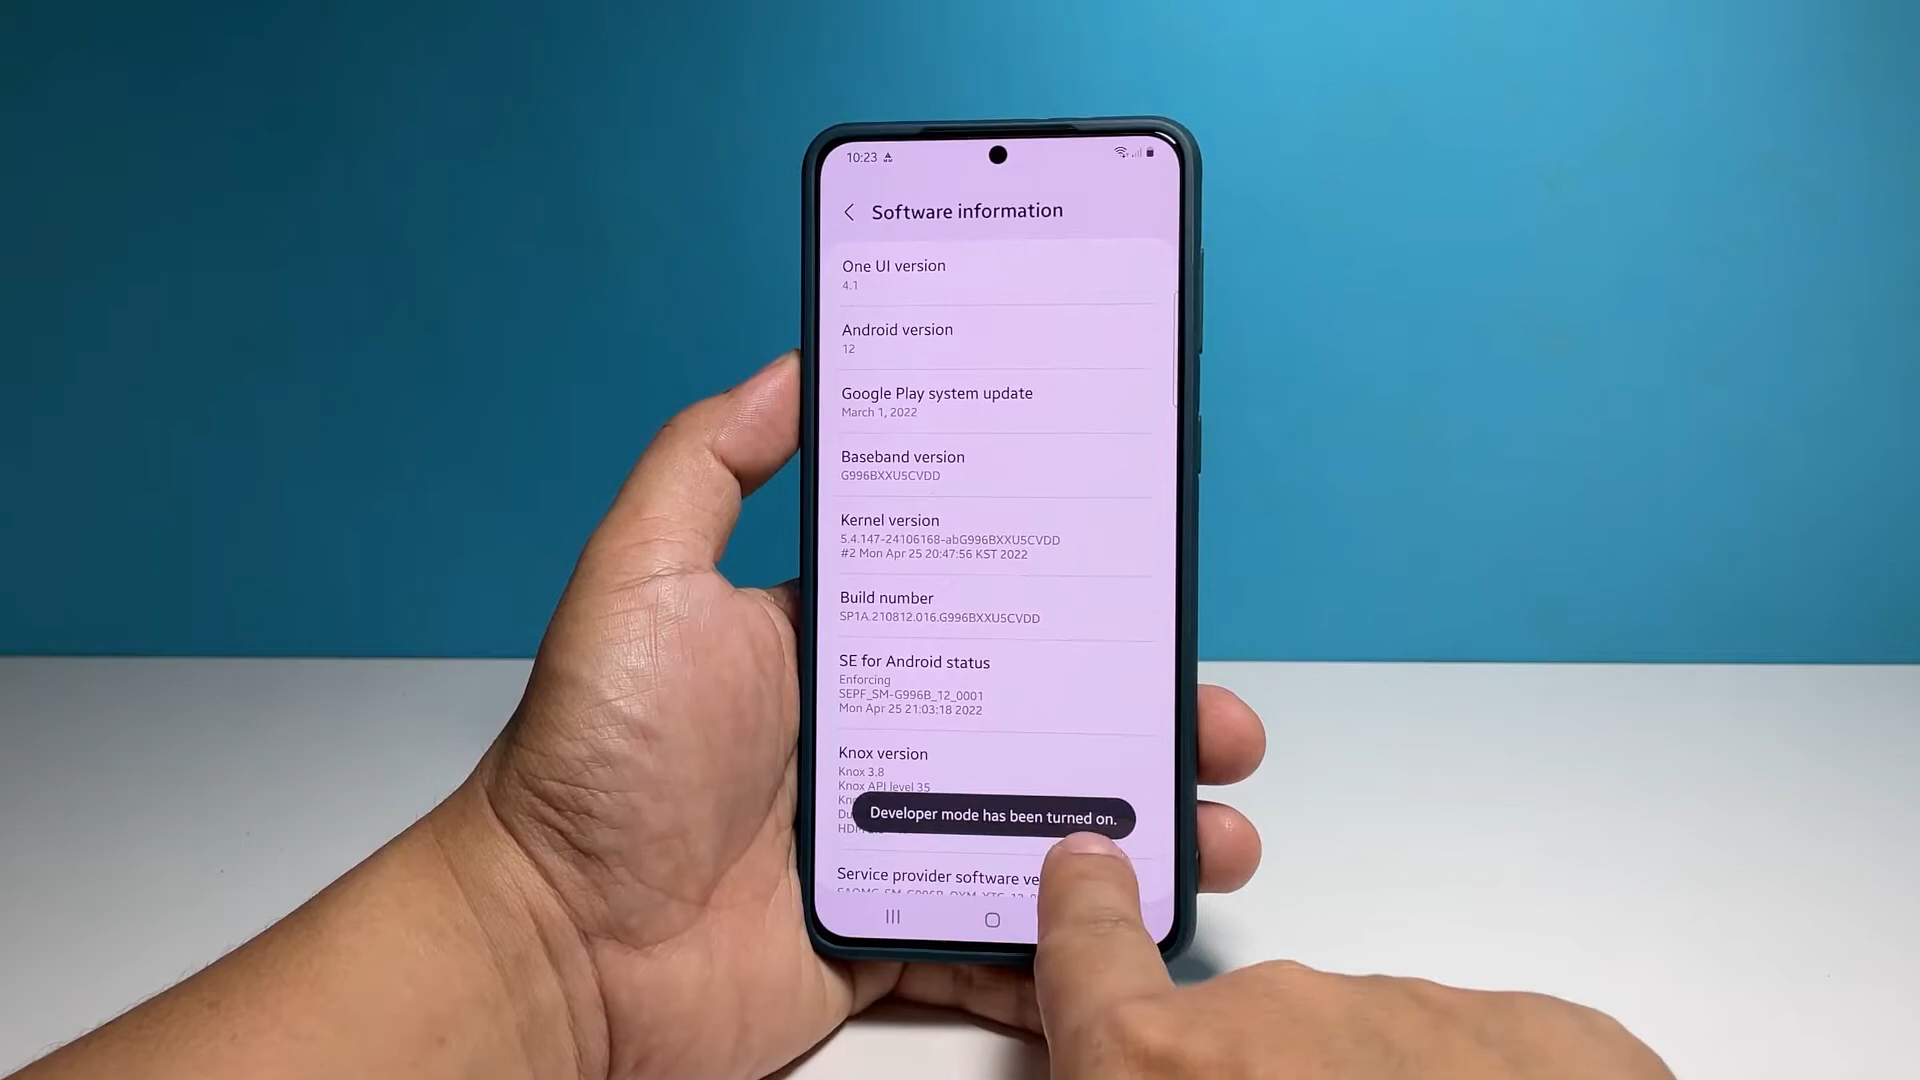 10:23
Software information
One UI version
4.1
Android version
12
Google Play system update
March 1, 2022
Baseband version
G996BXXU5CVDD
Kernel version
5.4.147-24106168-abG996BXXU5CVDD
#2 Mon Apr 25 20:47:56 KST 2022
Build number
SP1A.210812.016.G996BXXU5CVDD
SE for Android status
Enforcing
SEPF_SM-G996B_12_0001
Mon Apr 25 21:03:18 2022
Knox version
Knox 3.8
Knox API level 35
Developer mode has been turned on.
Service provider software ve